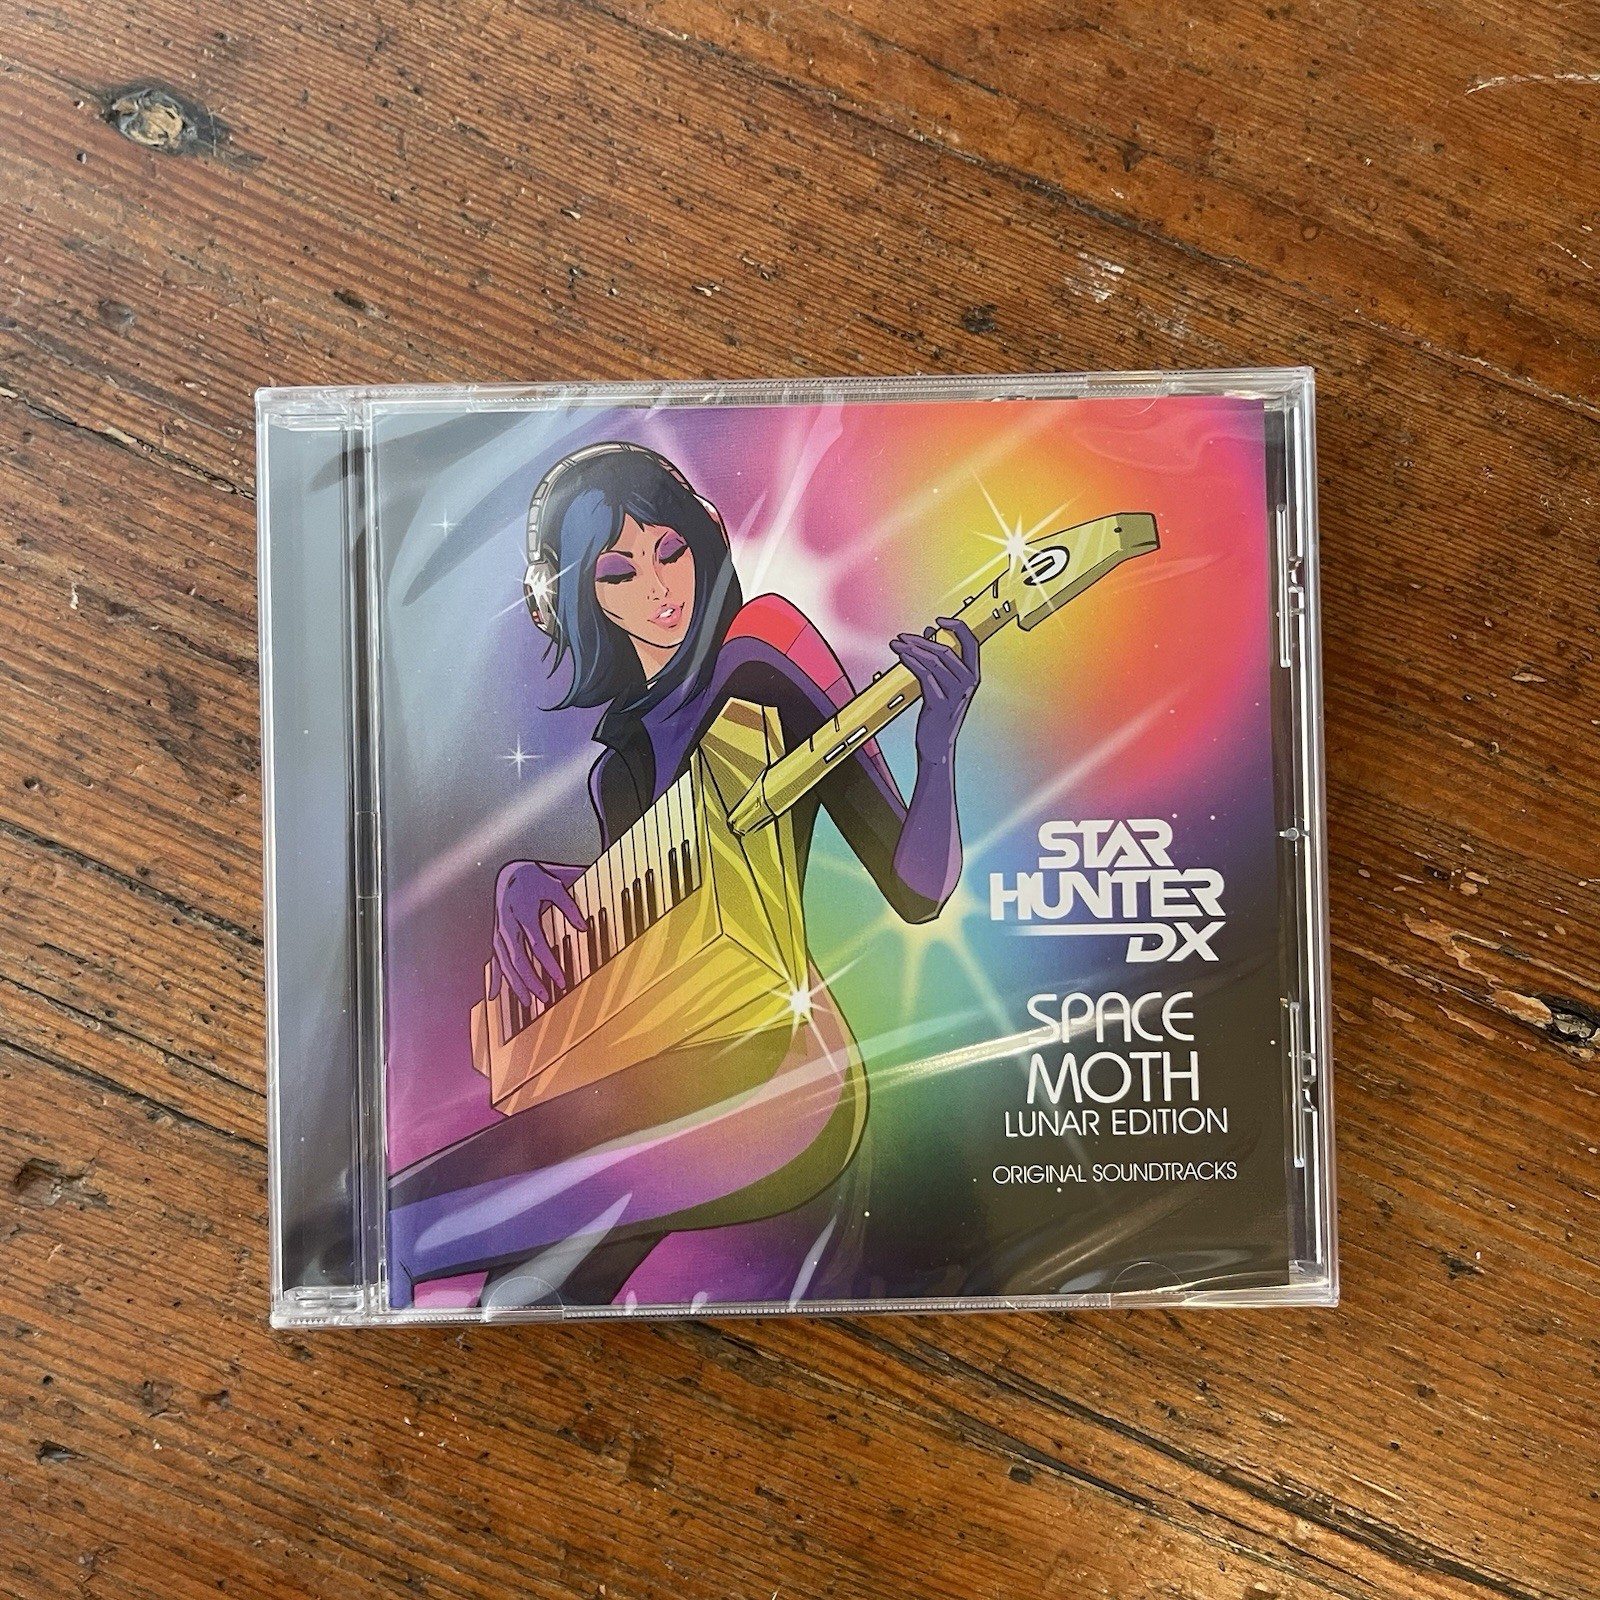 STAR
HUNTER
DX
SPACE
MOTH
LUNAR EDITION
ORIGINAL SOUNDTRACKS